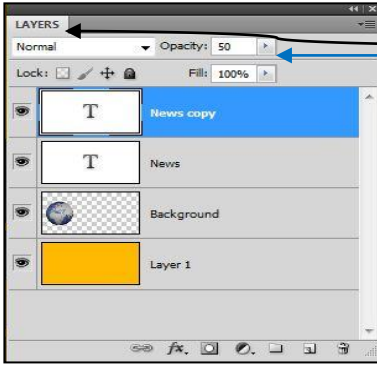 LAYERS
Normal Opacity: 50
Lock: Fill: 100%
T News copy
T News
Background
Layer 1
fx.